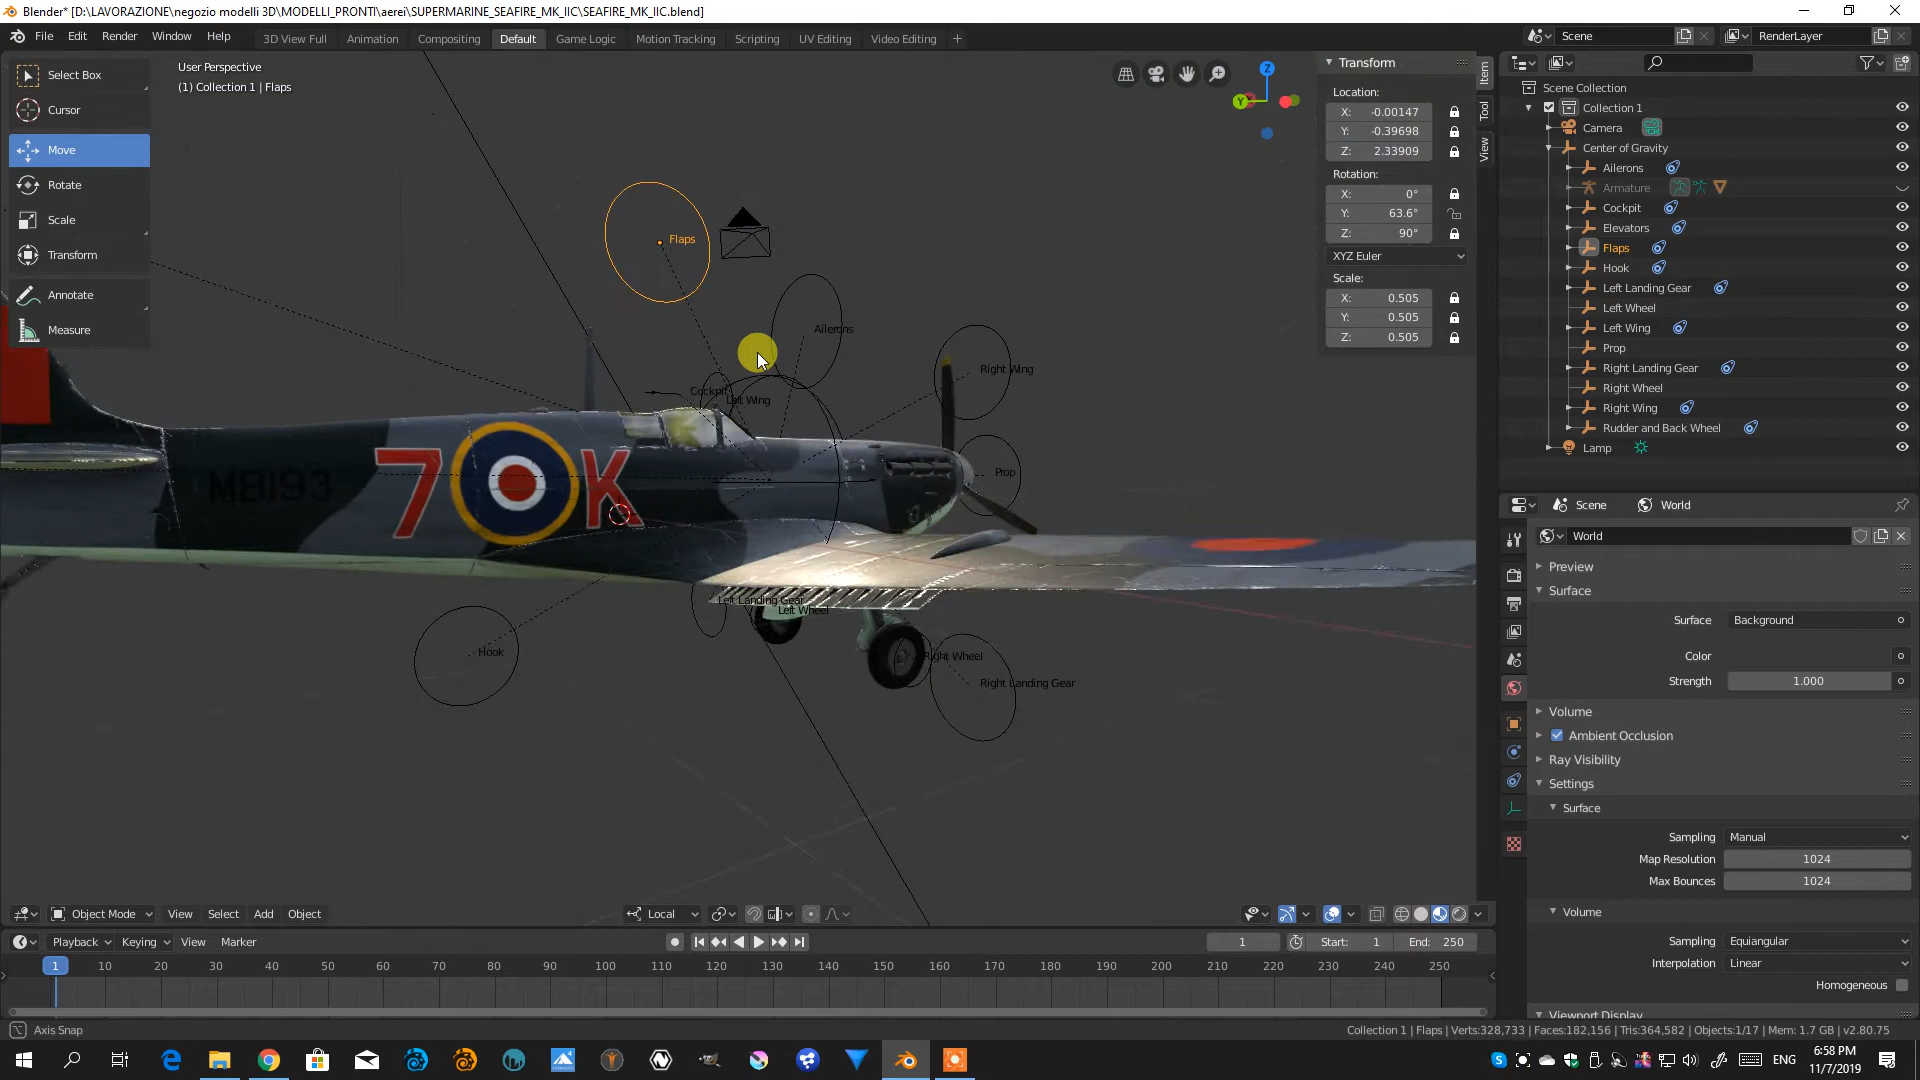 Blender* [D:\LAVORAZIONE\negozio modelli 3D\MODELLI_PRONTI\aerei\SUPERMARINE_SEAFIRE_MK_IIC\SEAFIRE_MK_IIC.blend]
File Edit Render Window Help 3D View Full Animation Compositing Default Game Logic Motion Tracking Scripting UV Editing Video Editing + Scene RenderLayer
Select Box
Cursor
Move
Rotate
Scale
Transform
Annotate
Measure
User Perspective
(1) Collection 1 | Flaps
Flaps
Ailerons
Right Wing
Cockpit
Left Wing
Prop
7 K
Left Landing Gear
Left Wheel
Hook
Right Wheel
Right Landing Gear
Z
Y
Transform
Location:
X: -0.00147
Y: -0.39698
Z: 2.33909
Rotation:
X: 0°
Y: 63.6°
Z: 90°
XYZ Euler
Scale:
X: 0.505
Y: 0.505
Z: 0.505
Item
Tool
View
Scene Collection
Collection 1
Camera
Center of Gravity
Ailerons
Armature
Cockpit
Elevators
Flaps
Hook
Left Landing Gear
Left Wheel
Left Wing
Prop
Right Landing Gear
Right Wheel
Right Wing
Rudder and Back Wheel
Lamp
Scene World
World
Preview
Surface
Surface Background
Color
Strength 1.000
Volume
Ambient Occlusion
Ray Visibility
Settings
Surface
Sampling Manual
Map Resolution 1024
Max Bounces 1024
Volume
Sampling Equiangular
Interpolation Linear
Homogeneous
Viewport Display
Object Mode View Select Add Object Local
Playback Keying View Marker 1 Start: 1 End: 250
1 10 20 30 40 50 60 70 80 90 100 110 120 130 140 150 160 170 180 190 200 210 220 230 240 250
Axis Snap
Collection 1 | Flaps | Verts:328,733 | Faces:182,156 | Tris:364,582 | Objects:1/17 | Mem: 1.7 GB | v2.80.75
ENG
6:58 PM
11/7/2019